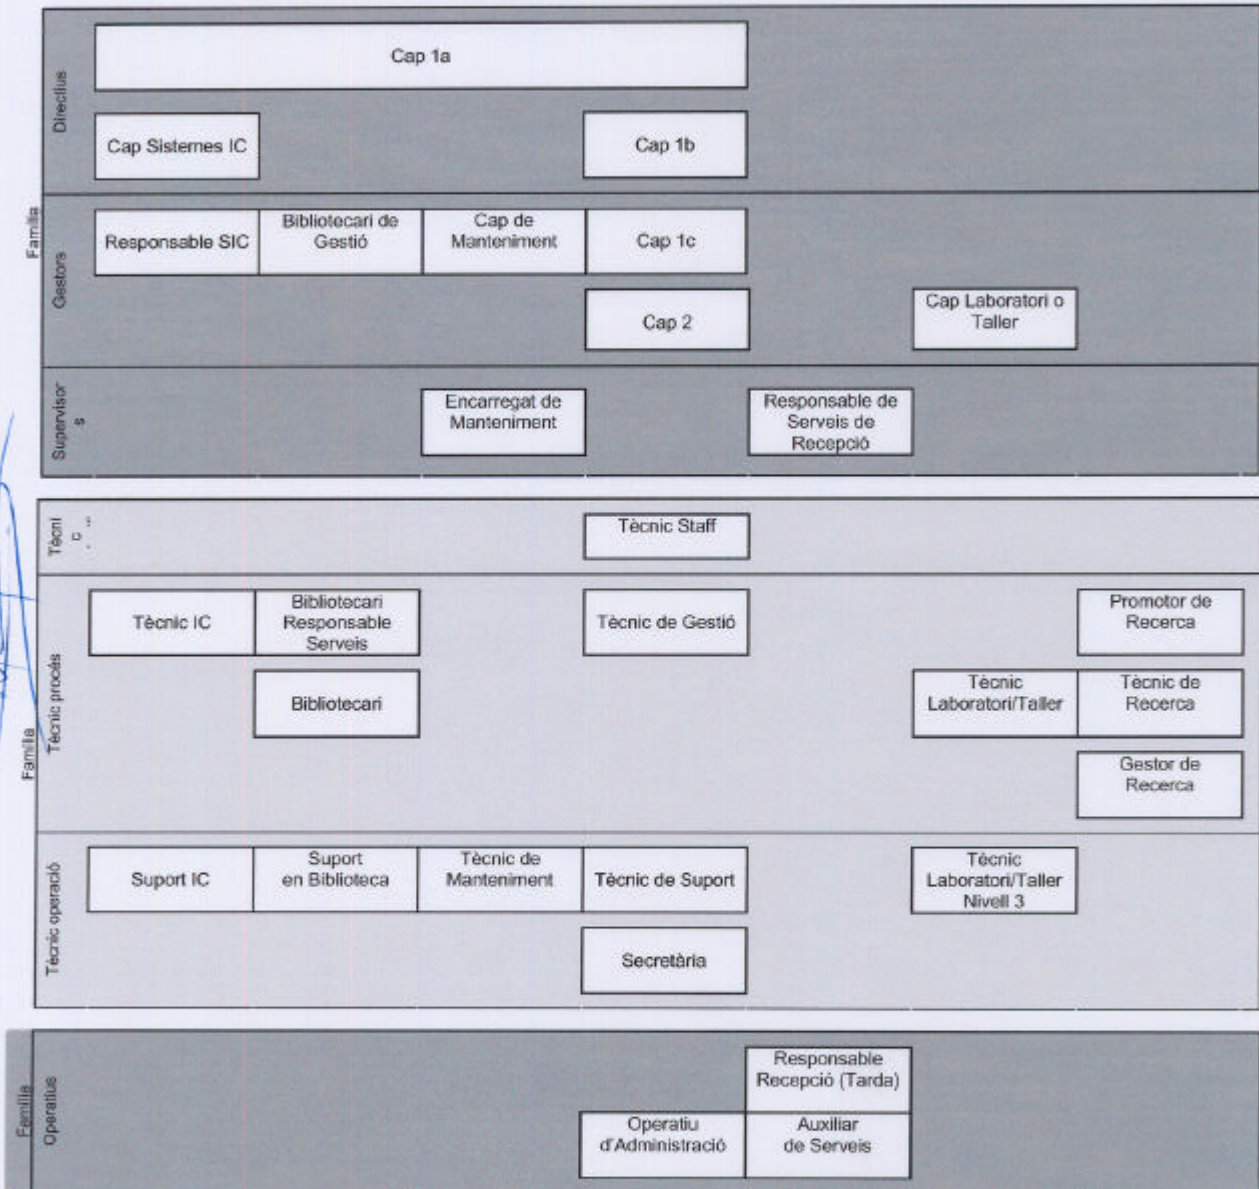 Família
Directius
Cap 1a
Cap Sistemes IC
Cap 1b
Gestors
Responsable SIC
Bibliotecari de
Gestió
Cap de
Manteniment
Cap 1c
Cap 2
Cap Laboratori o
Taller
Supervisor
s
Encarregat de
Manteniment
Responsable de
Serveis de
Recepció
Família
Tècni
c
Tècnic Staff
Tècnic procés
Tècnic IC
Bibliotecari
Responsable
Serveis
Tècnic de Gestió
Promotor de
Recerca
Bibliotecari
Tècnic
Laboratori/Taller
Tècnic de
Recerca
Gestor de
Recerca
Tècnic operació
Suport IC
Suport
en Biblioteca
Tècnic de
Manteniment
Tècnic de Suport
Tècnic
Laboratori/Taller
Nivell 3
Secretària
Família
Operatius
Responsable
Recepció (Tarda)
Operatiu
d'Administració
Auxiliar
de Serveis